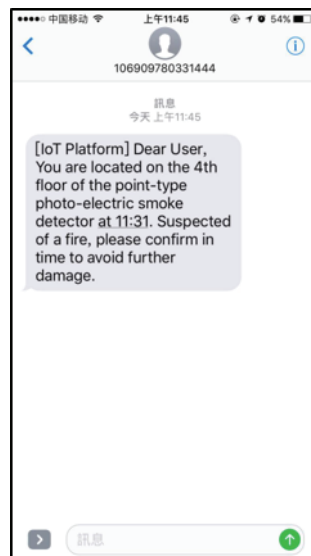 中国移动 上午11:45 54%
106909780331444
訊息
今天 上午11:45
[IoT Platform] Dear User,
You are located on the 4th
floor of the point-type
photo-electric smoke
detector at 11:31. Suspected
of a fire, please confirm in
time to avoid further
damage.
訊息